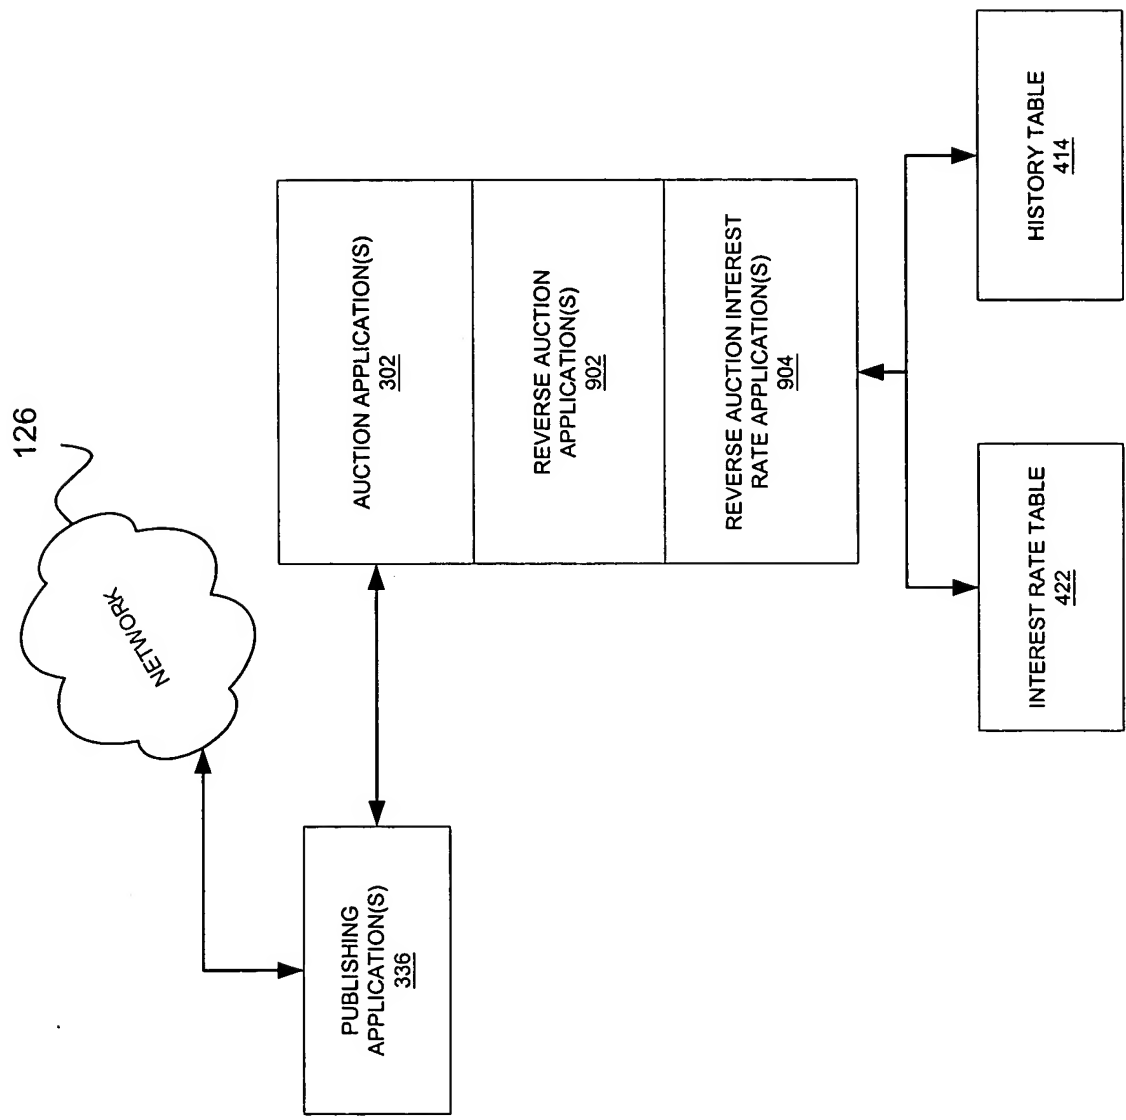 126
NETWORK
PUBLISHING
APPLICATION(S)
336
AUCTION APPLICATION(S)
302
REVERSE AUCTION
APPLICATION(S)
902
REVERSE AUCTION INTEREST
RATE APPLICATION(S)
904
INTEREST RATE TABLE
422
HISTORY TABLE
414